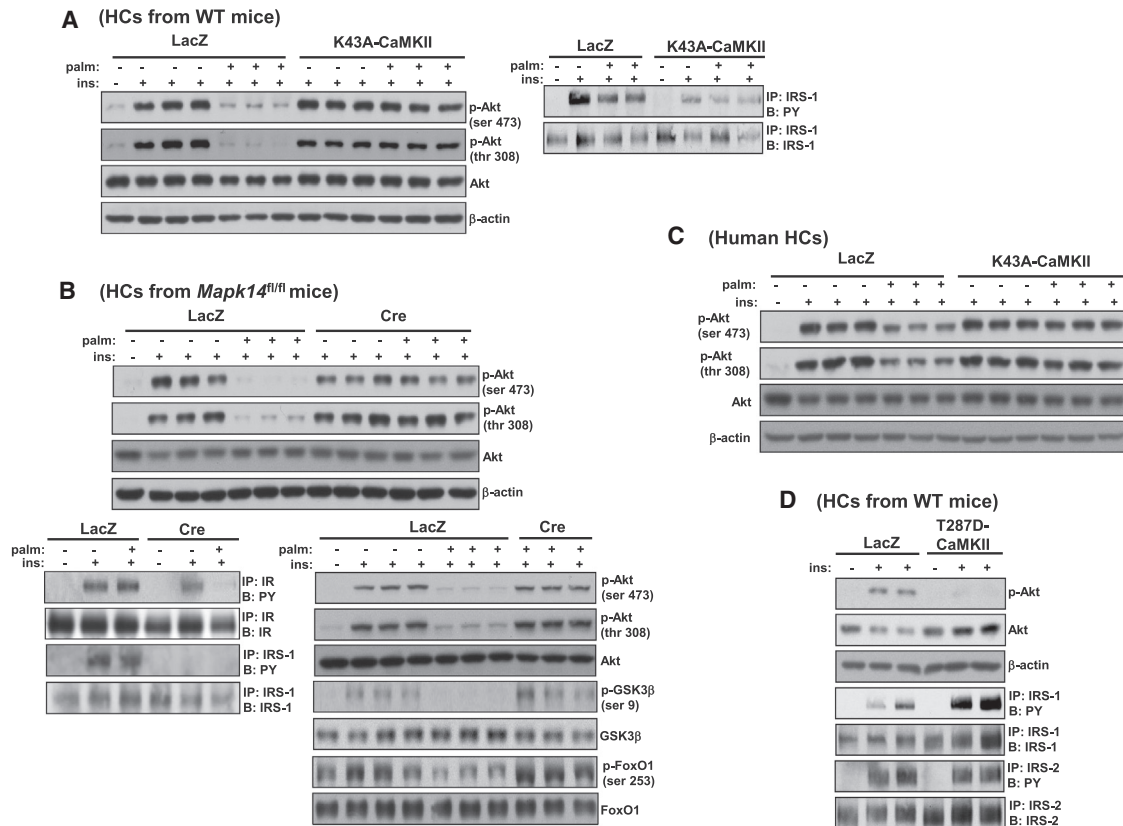 A (HCs from WT mice)
LacZ K43A-CaMKII
palm: - - - - + + + - - - + + +
ins: - + + + + + + + + + + + +
p-Akt
(ser 473)
p-Akt
(thr 308)
Akt
β-actin
LacZ K43A-CaMKII
palm: - - + + - - + +
ins: - + + + - + + +
IP: IRS-1
B: PY
IP: IRS-1
B: IRS-1
B (HCs from Mapk14fl/fl mice)
LacZ Cre
palm: - - - - + + + - - - + + +
ins: - + + + + + + + + + + + +
p-Akt
(ser 473)
p-Akt
(thr 308)
Akt
β-actin
LacZ Cre
palm: - - + - - +
ins: - + + - + +
IP: IR
B: PY
IP: IR
B: IR
IP: IRS-1
B: PY
IP: IRS-1
B: IRS-1
LacZ Cre
palm: - - - - + + + + + +
ins: - + + + + + + + + +
p-Akt
(ser 473)
p-Akt
(thr 308)
Akt
p-GSK3β
(ser 9)
GSK3β
p-FoxO1
(ser 253)
FoxO1
C (Human HCs)
LacZ K43A-CaMKII
palm: - - - - + + + - - - + + +
ins: - + + + + + + + + + + + +
p-Akt
(ser 473)
p-Akt
(thr 308)
Akt
β-actin
D (HCs from WT mice)
LacZ T287D-
CaMKII
ins: - + + - + +
p-Akt
Akt
β-actin
IP: IRS-1
B: PY
IP: IRS-1
B: IRS-1
IP: IRS-2
B: PY
IP: IRS-2
B: IRS-2